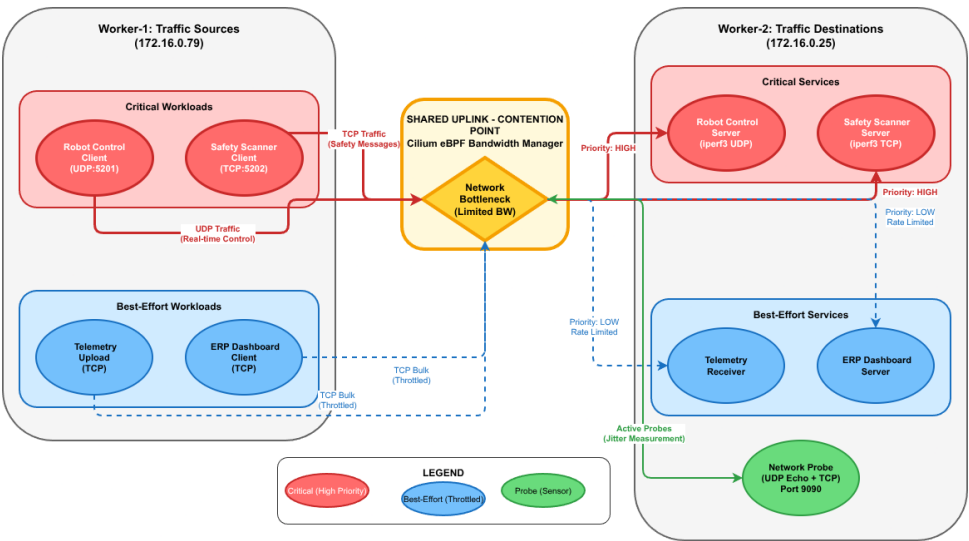 Worker-1: Traffic Sources
(172.16.0.79)
Critical Workloads
Robot Control
Client
(UDP:5201)
Safety Scanner
Client
(TCP:5202)
TCP Traffic
(Safety Messages)
UDP Traffic
(Real-time Control)
Best-Effort Workloads
Telemetry
Upload
(TCP)
ERP Dashboard
Client
(TCP)
TCP Bulk
(Throttled)
TCP Bulk
(Throttled)
SHARED UPLINK - CONTENTION
POINT
Cilium eBPF Bandwidth Manager
Network
Bottleneck
(Limited BW)
Worker-2: Traffic Destinations
(172.16.0.25)
Critical Services
Robot Control
Server
(iperf3 UDP)
Safety Scanner
Server
(iperf3 TCP)
Priority: HIGH
Priority: HIGH
Priority: LOW
Rate Limited
Priority: LOW
Rate Limited
Best-Effort Services
Telemetry
Receiver
ERP Dashboard
Server
Active Probes
(Jitter Measurement)
Network Probe
(UDP Echo + TCP)
Port 9090
LEGEND
Critical (High Priority)
Best-Effort (Throttled)
Probe (Sensor)